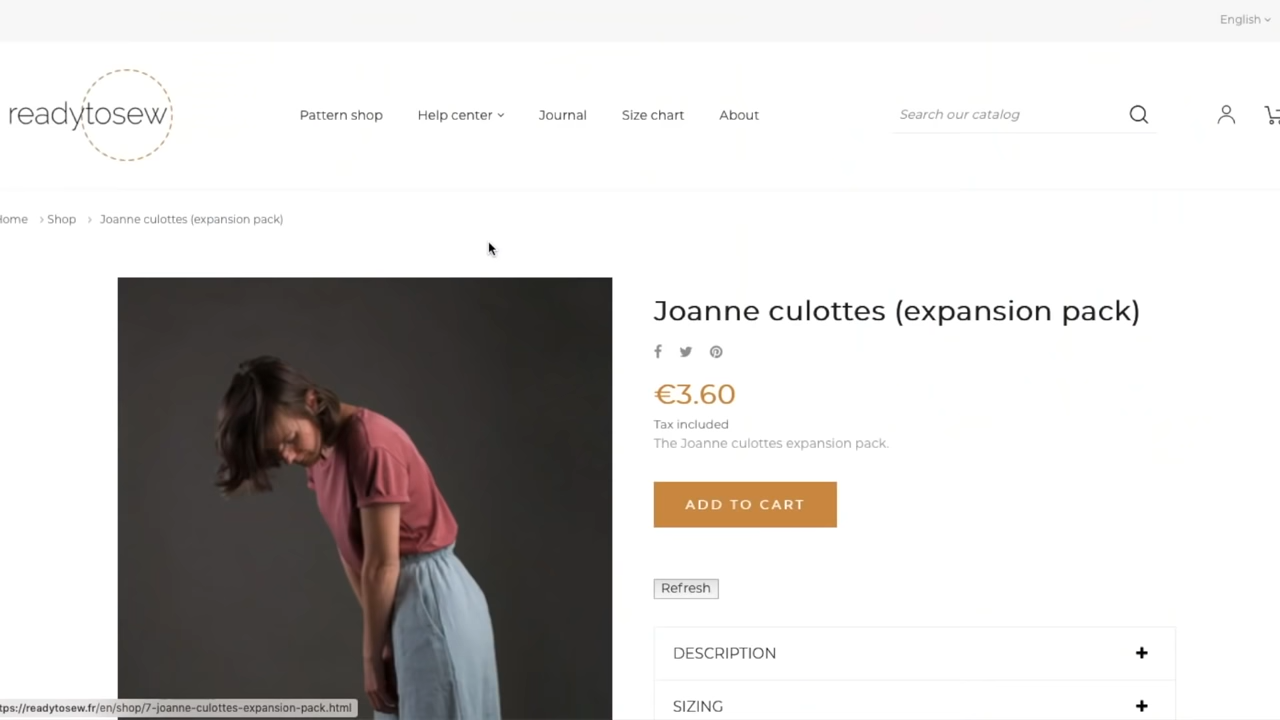 English
readytosew
Pattern shop Help center Journal Size chart About Search our catalog
Home › Shop › Joanne culottes (expansion pack)
Joanne culottes (expansion pack)
€3.60
Tax included
The Joanne culottes expansion pack.
ADD TO CART
Refresh
DESCRIPTION +
SIZING +
tps://readytosew.fr/en/shop/7-joanne-culottes-expansion-pack.html